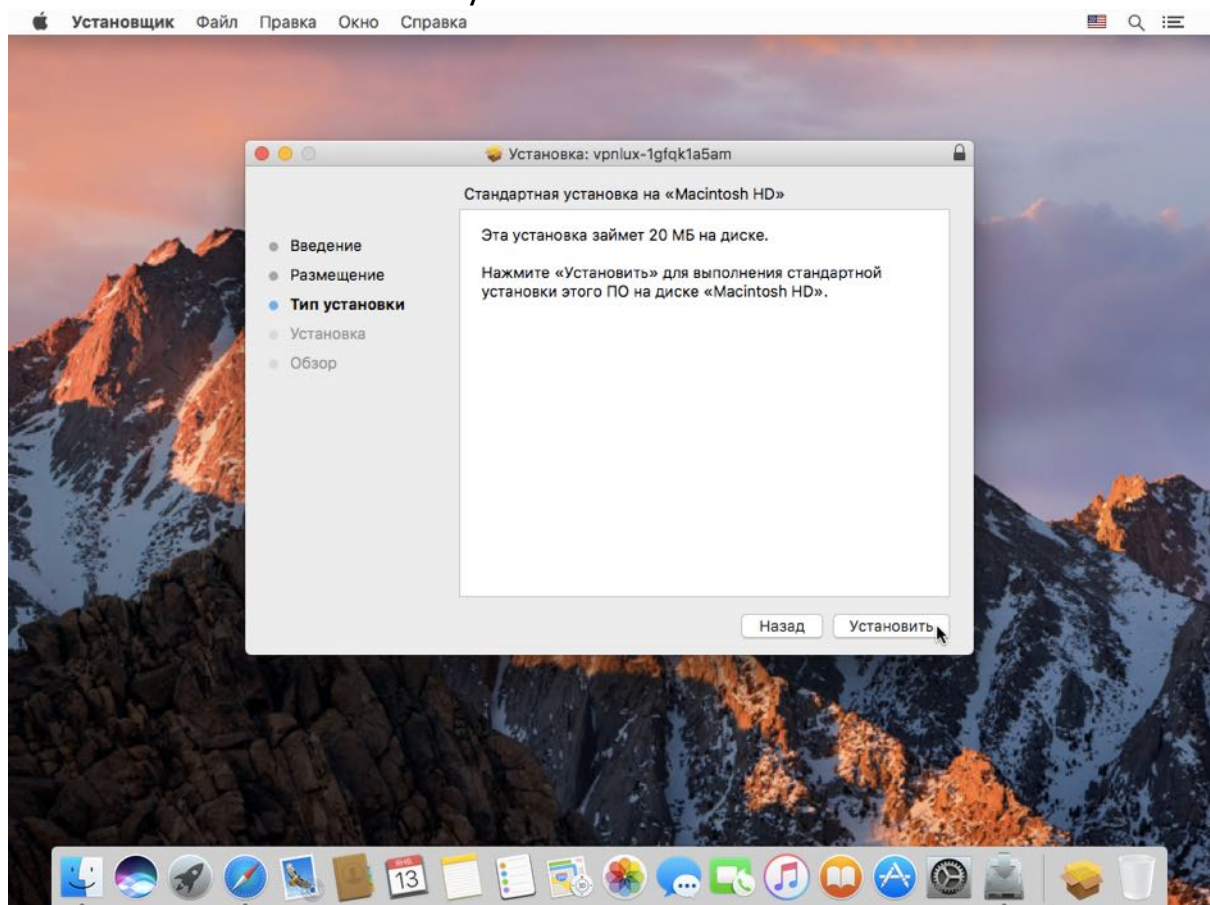 Установщик Файл Правка Окно Справка
Установка: vpnlux-1gfqk1a5am
Стандартная установка на «Macintosh HD»
Введение
Размещение
Тип установки
Установка
Обзор
Эта установка займет 20 МБ на диске.
Нажмите «Установить» для выполнения стандартной
установки этого ПО на диске «Macintosh HD».
Назад Установить
13